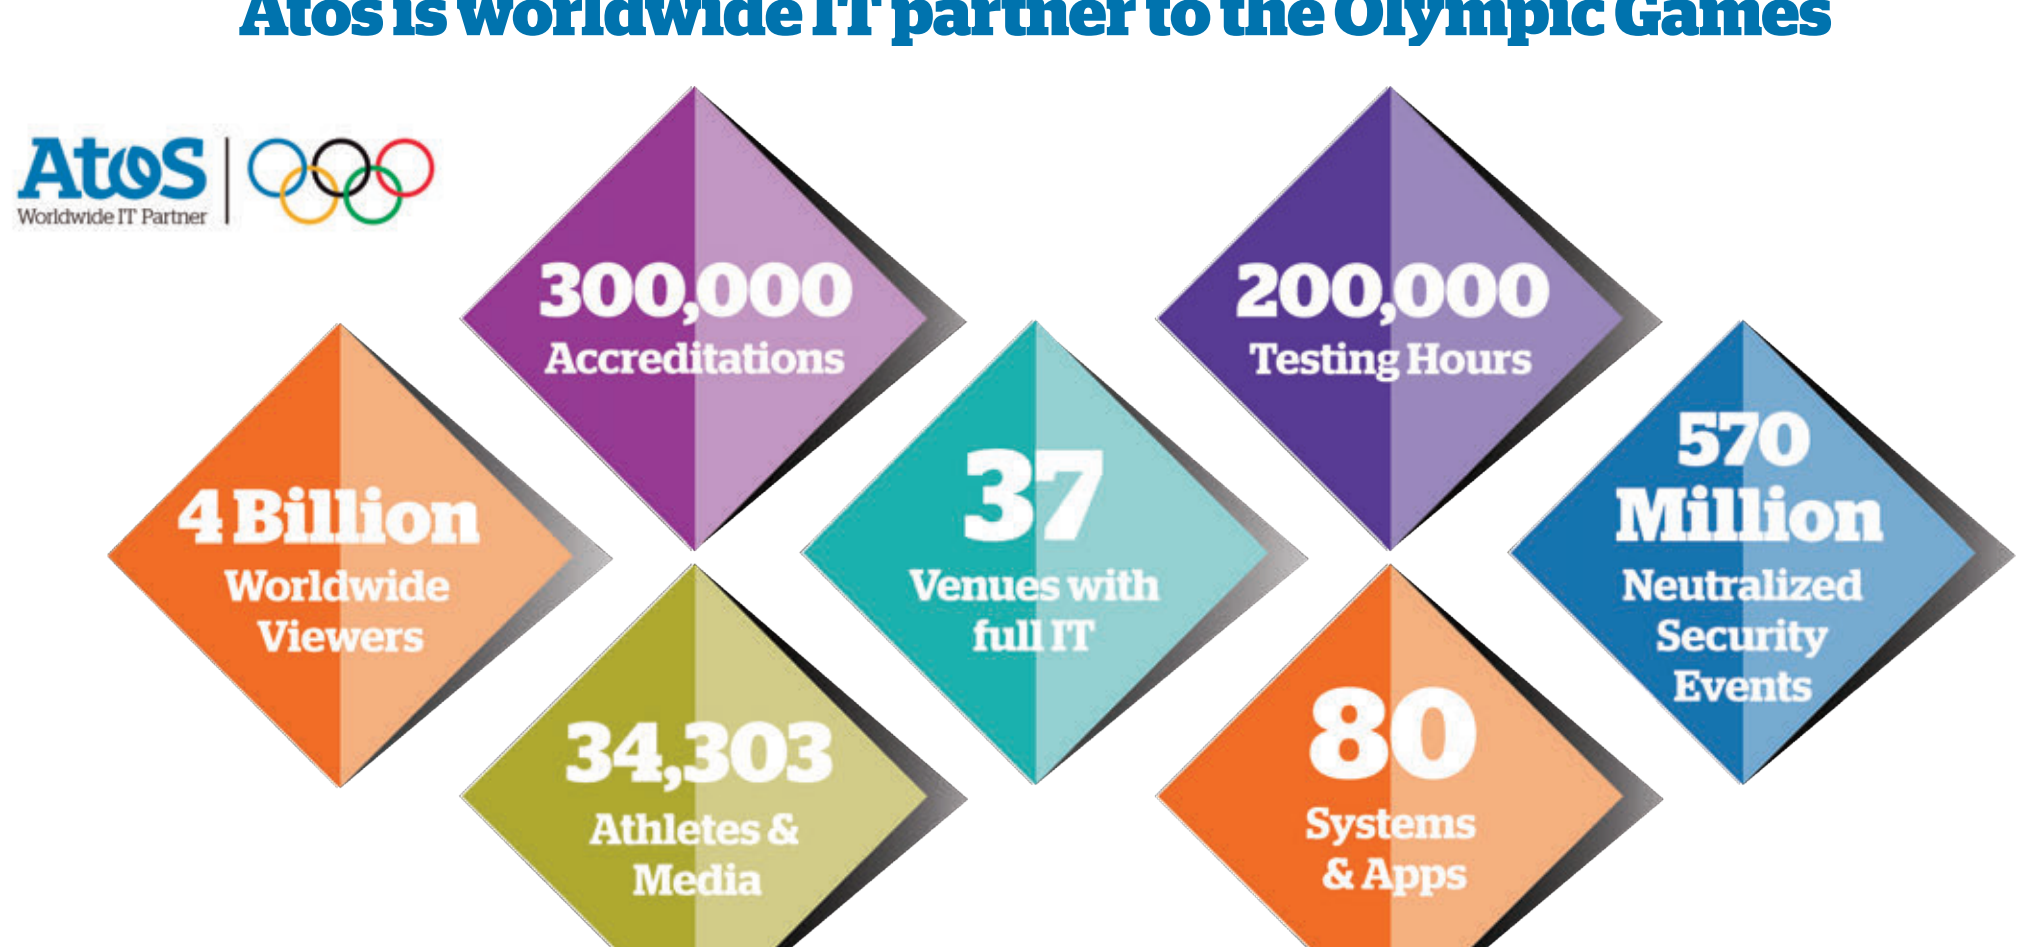 Atos is worldwide IT partner to the Olympic Games
Atos
Worldwide IT Partner
300,000
Accreditations
200,000
Testing Hours
4 Billion
Worldwide
Viewers
37
Venues with
full IT
570
Million
Neutralized
Security
Events
34,303
Athletes &
Media
80
Systems
& Apps